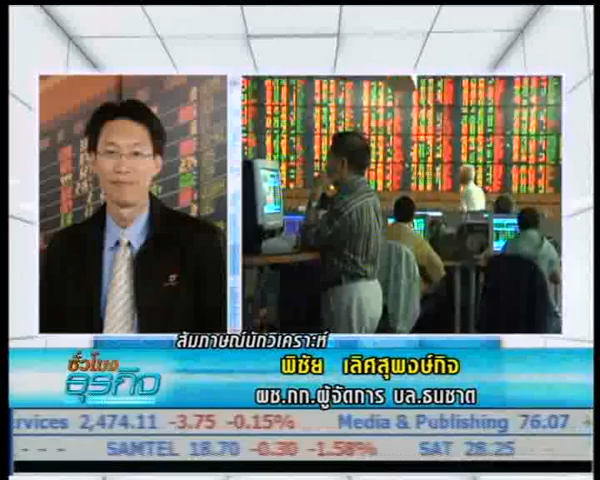 สัมภาษณ์นักวิเคราะห์
ชั่วโมง
ธุรกิจ
พิชัย เลิศสุพงษ์กิจ
ผช.กก.ผู้จัดการ บล.ธนชาต
rvices 2,474.11 -3.75 -0.15% Media & Publishing 76.07 +
- - - SAMTEL 18.70 -0.30 -1.58% SAT 28.25